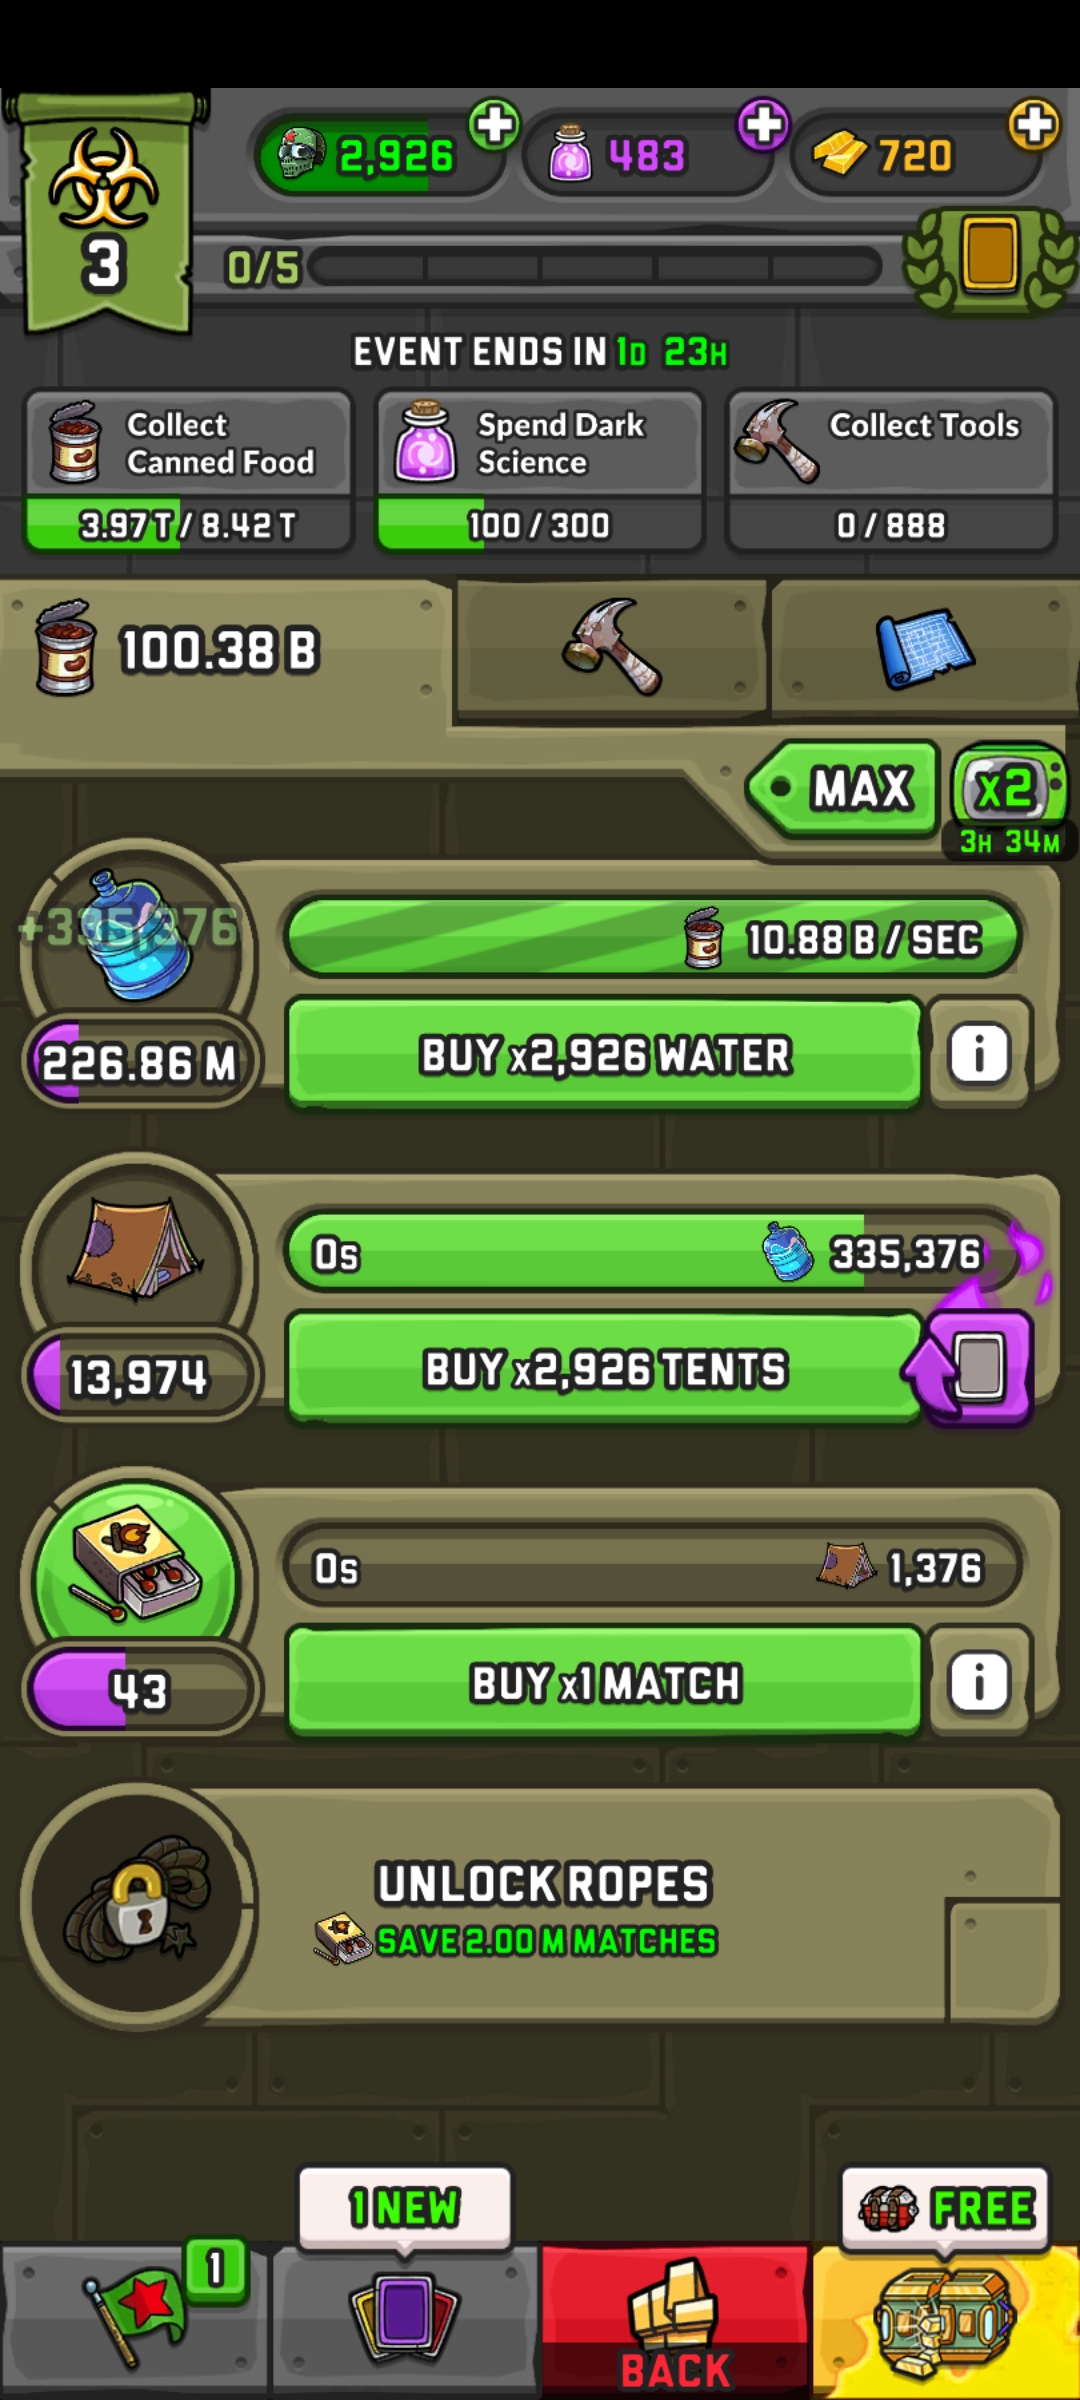 2,926
483
720
3
0/5
EVENT ENDS IN 1D 23H
Collect
Canned Food
Spend Dark
Science
Collect Tools
3.97 T / 8.42 T
100 / 300
0 / 888
100.38 B
MAX
x2
3H 34M
+335,376
10.88 B / SEC
226.86 M
BUY x2,926 WATER
i
0s
335,376
13,974
BUY x2,926 TENTS
0s
1,376
43
BUY x1 MATCH
i
UNLOCK ROPES
SAVE 2.00 M MATCHES
1 NEW
FREE
1
BACK